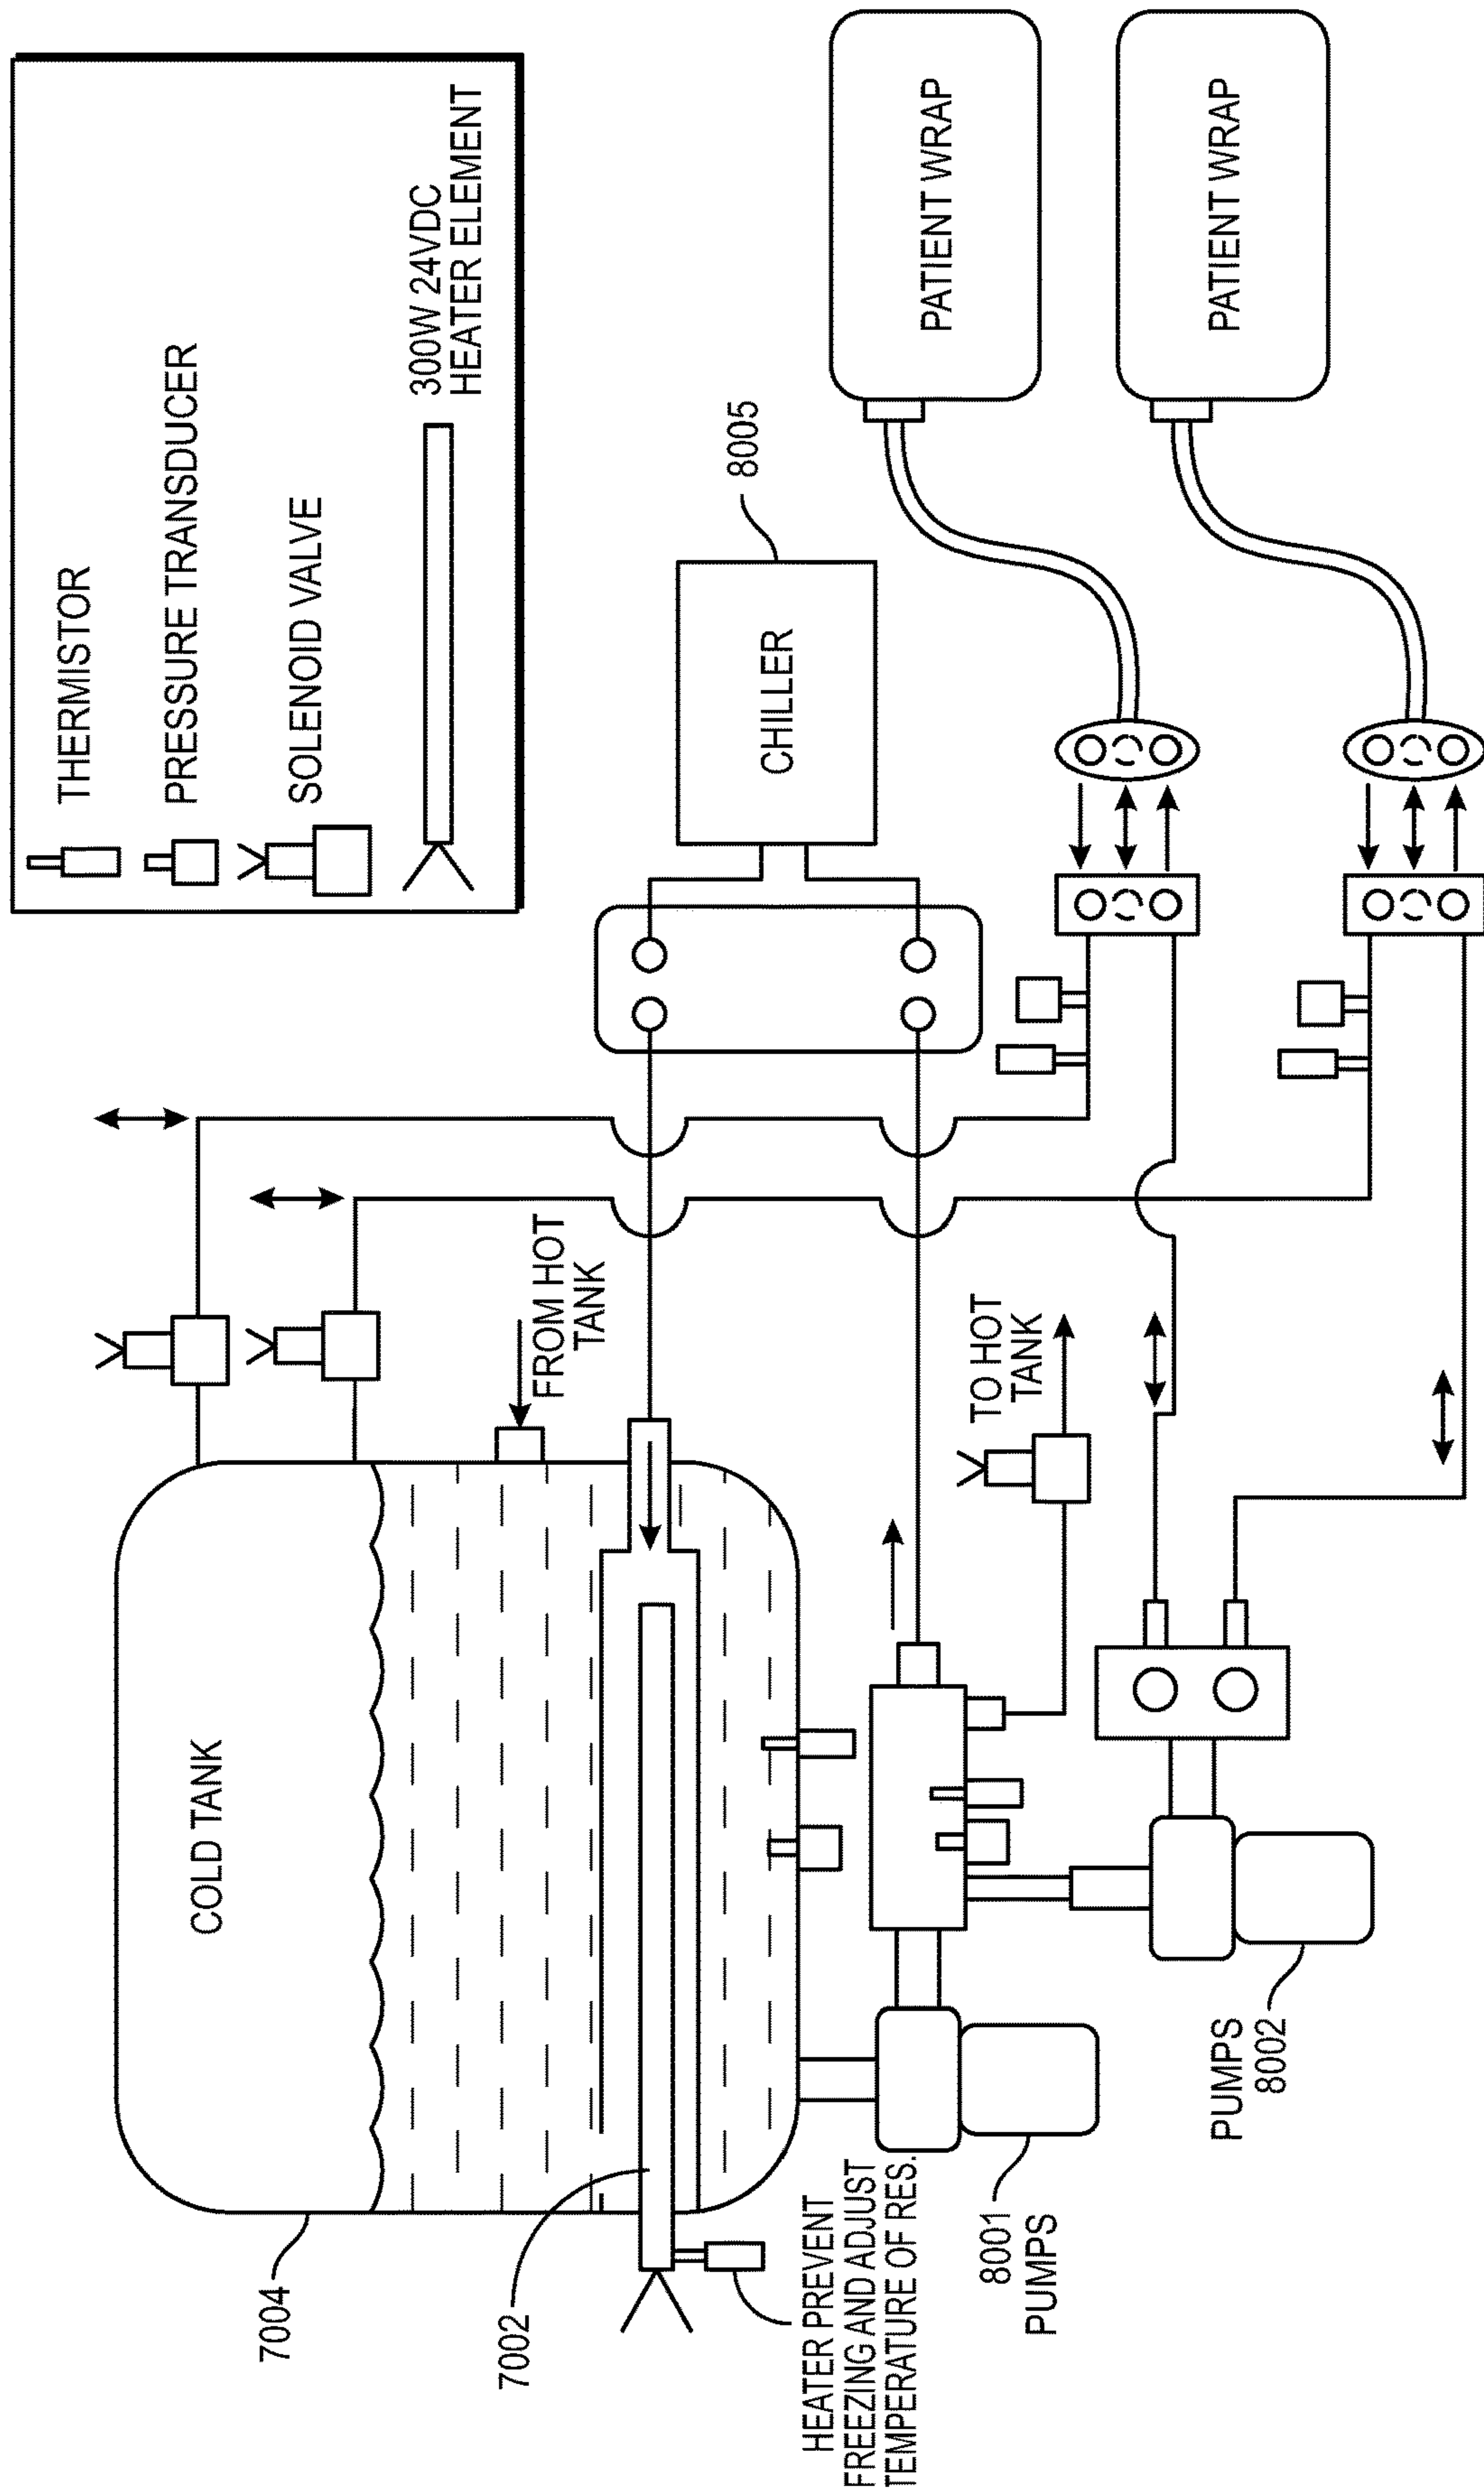 THERMISTOR
PRESSURE TRANSDUCER
SOLENOID VALVE
300W 24VDC
HEATER ELEMENT
COLD TANK
7004
7002
FROM HOT
TANK
CHILLER
8005
PATIENT WRAP
PATIENT WRAP
TO HOT
TANK
HEATER PREVENT
FREEZING AND ADJUST
TEMPERATURE OF RES.
8001
PUMPS
PUMPS
8002